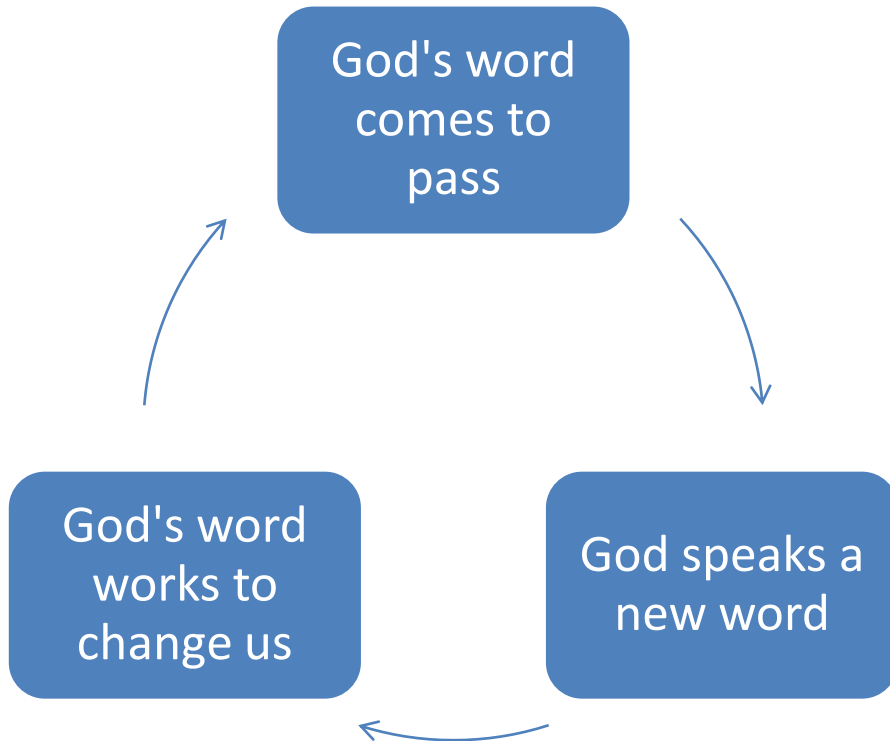 God's word
comes to
pass
God speaks a
new word
God's word
works to
change us